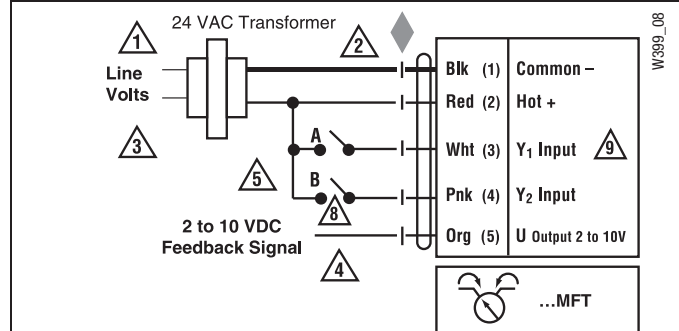 24 VAC Transformer
W399_08
1
2
Line
Volts
3
Blk (1) Common –
Red (2) Hot +
A
Wht (3) Y₁ Input
9
5
B
8
Pnk (4) Y₂ Input
2 to 10 VDC
Feedback Signal
4
Org (5) U Output 2 to 10V
...MFT